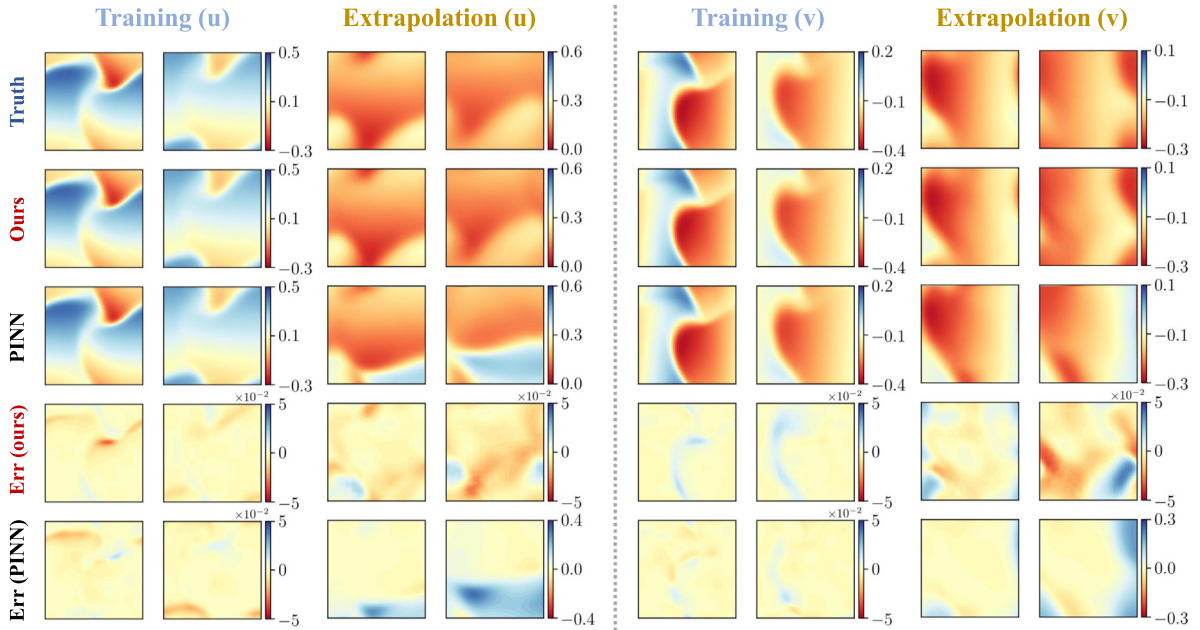 Training (u) Extrapolation (u) Training (v) Extrapolation (v)
Truth
0.5 0.6 0.2 0.1
0.1 0.3 −0.1 −0.1
−0.3 0.0 −0.4 −0.3
Ours
0.5 0.6 0.2 0.1
0.1 0.3 −0.1 −0.1
−0.3 0.0 −0.4 −0.3
PINN
0.5 0.6 0.2 0.1
0.1 0.3 −0.1 −0.1
−0.3 0.0 −0.4 −0.3
Err (ours)
×10⁻² ×10⁻² ×10⁻² ×10⁻²
5 5 5 5
0 0 0 0
−5 −5 −5 −5
Err (PINN)
×10⁻² ×10⁻²
5 0.4 5 0.3
0 0.0 0 0.0
−5 −0.4 −5 −0.3